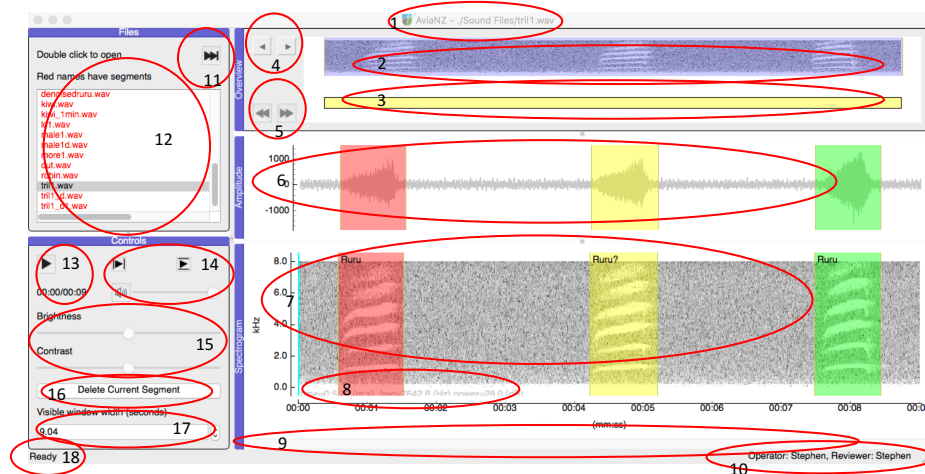 1 AviaNZ - ./Sound Files/tril1.wav
Files
Double click to open
11
Red names have segments
denoisedruru.wav
kiwi.wav
kiwi_1min.wav
male1.wav
male1d.wav
more1.wav
out.wav
robin.wav
tril1.wav
tril1_d.wav
tril1_d1.wav
12
Overview
4
2
3
5
Amplitude
1000
0
-1000
6
Controls
13
14
00:00/00:09
Brightness
15
Contrast
16 Delete Current Segment
Visible window width (seconds)
9.04
17
Ready 18
Spectrogram
kHz
8.0
6.0
4.0
2.0
0.0
7
Ruru
Ruru?
Ruru
8
00:00 00:01 00:02 00:03 00:04 00:05 00:06 00:07 00:08
(mm:ss)
9
Operator: Stephen, Reviewer: Stephen
10